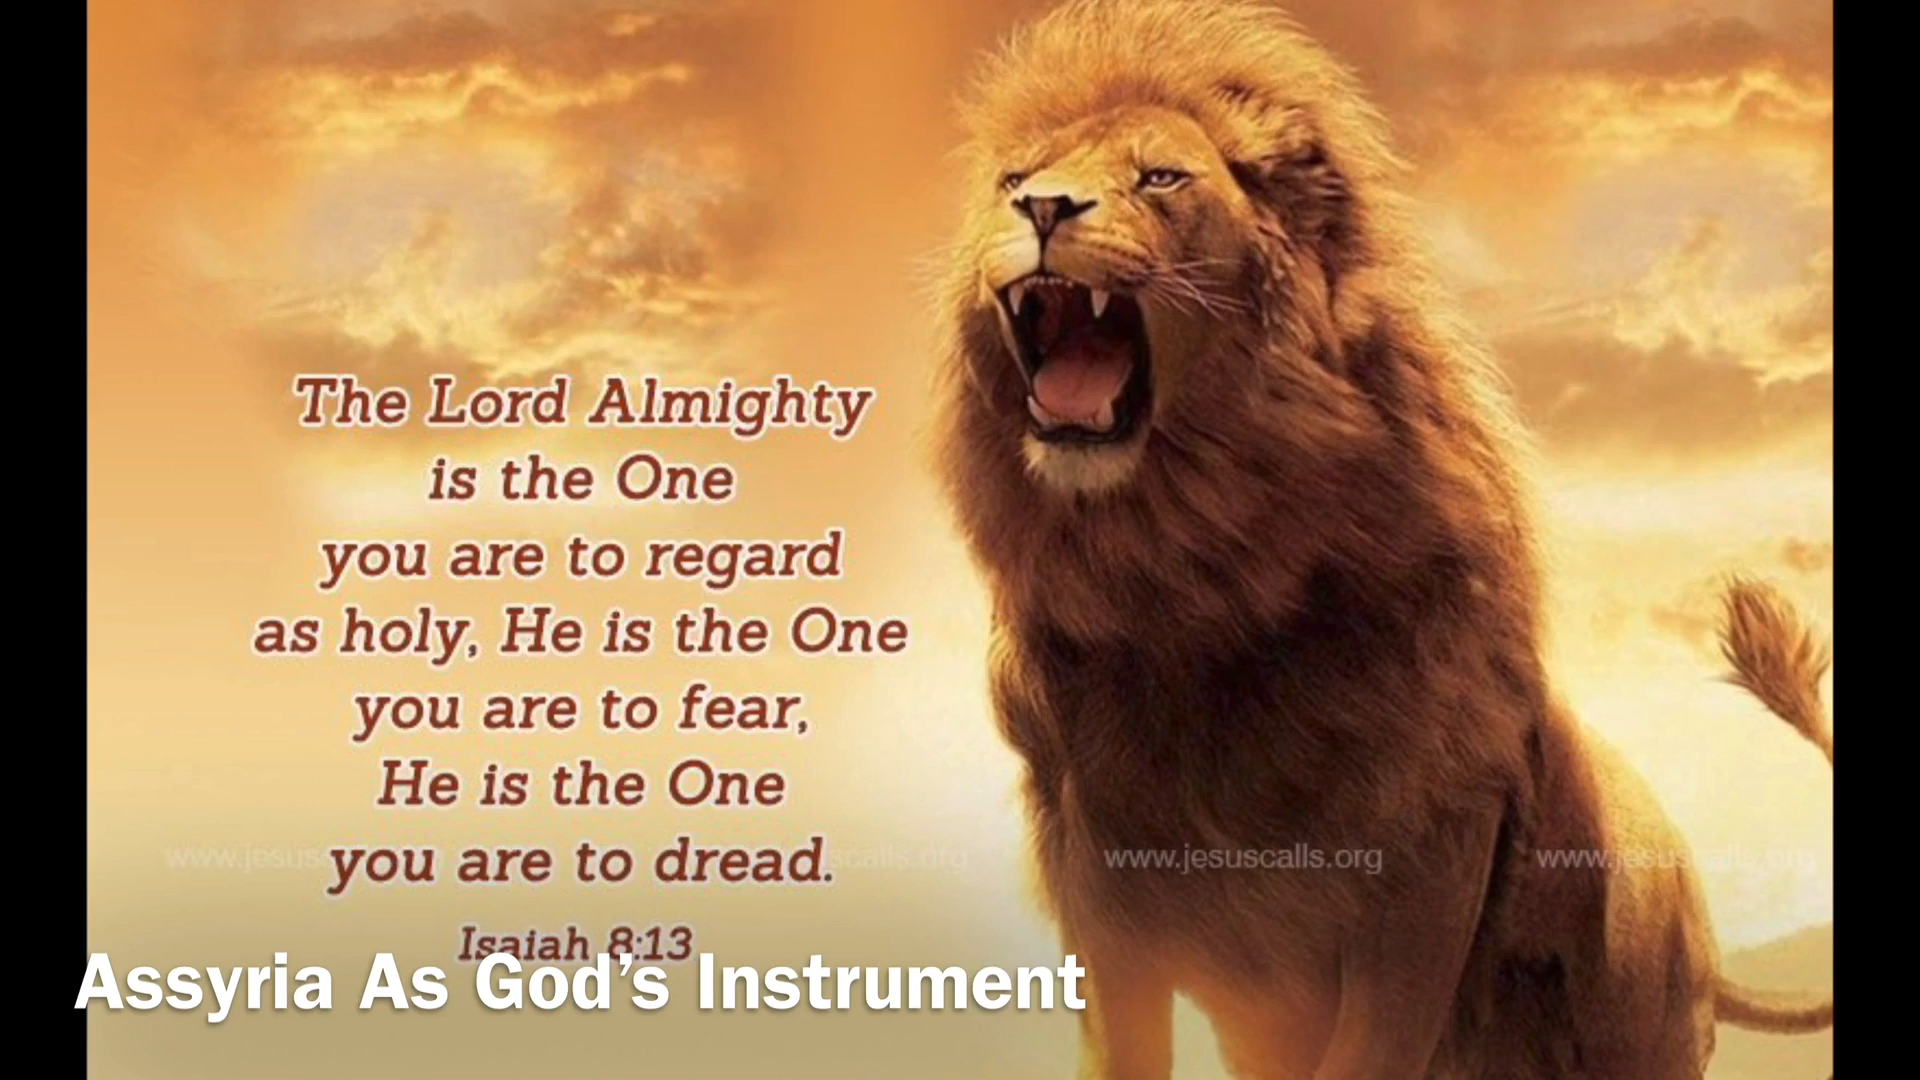 The Lord Almighty
is the One
you are to regard
as holy, He is the One
you are to fear,
He is the One
you are to dread.
www.jesuscalls.org
Isaiah 8:13
Assyria As God’s Instrument